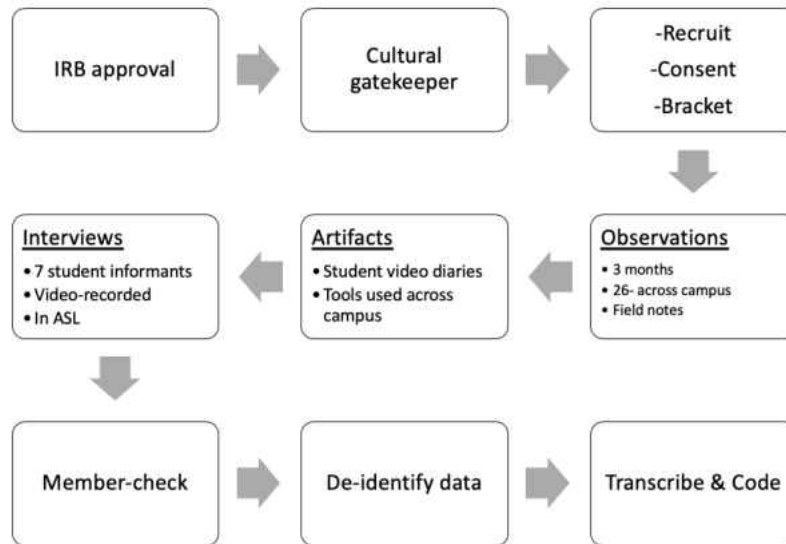 IRB approval
Cultural
gatekeeper
-Recruit
-Consent
-Bracket
Observations
• 3 months
• 26- across campus
• Field notes
Artifacts
• Student video diaries
• Tools used across
campus
Interviews
• 7 student informants
• Video-recorded
• In ASL
Member-check
De-identify data
Transcribe & Code